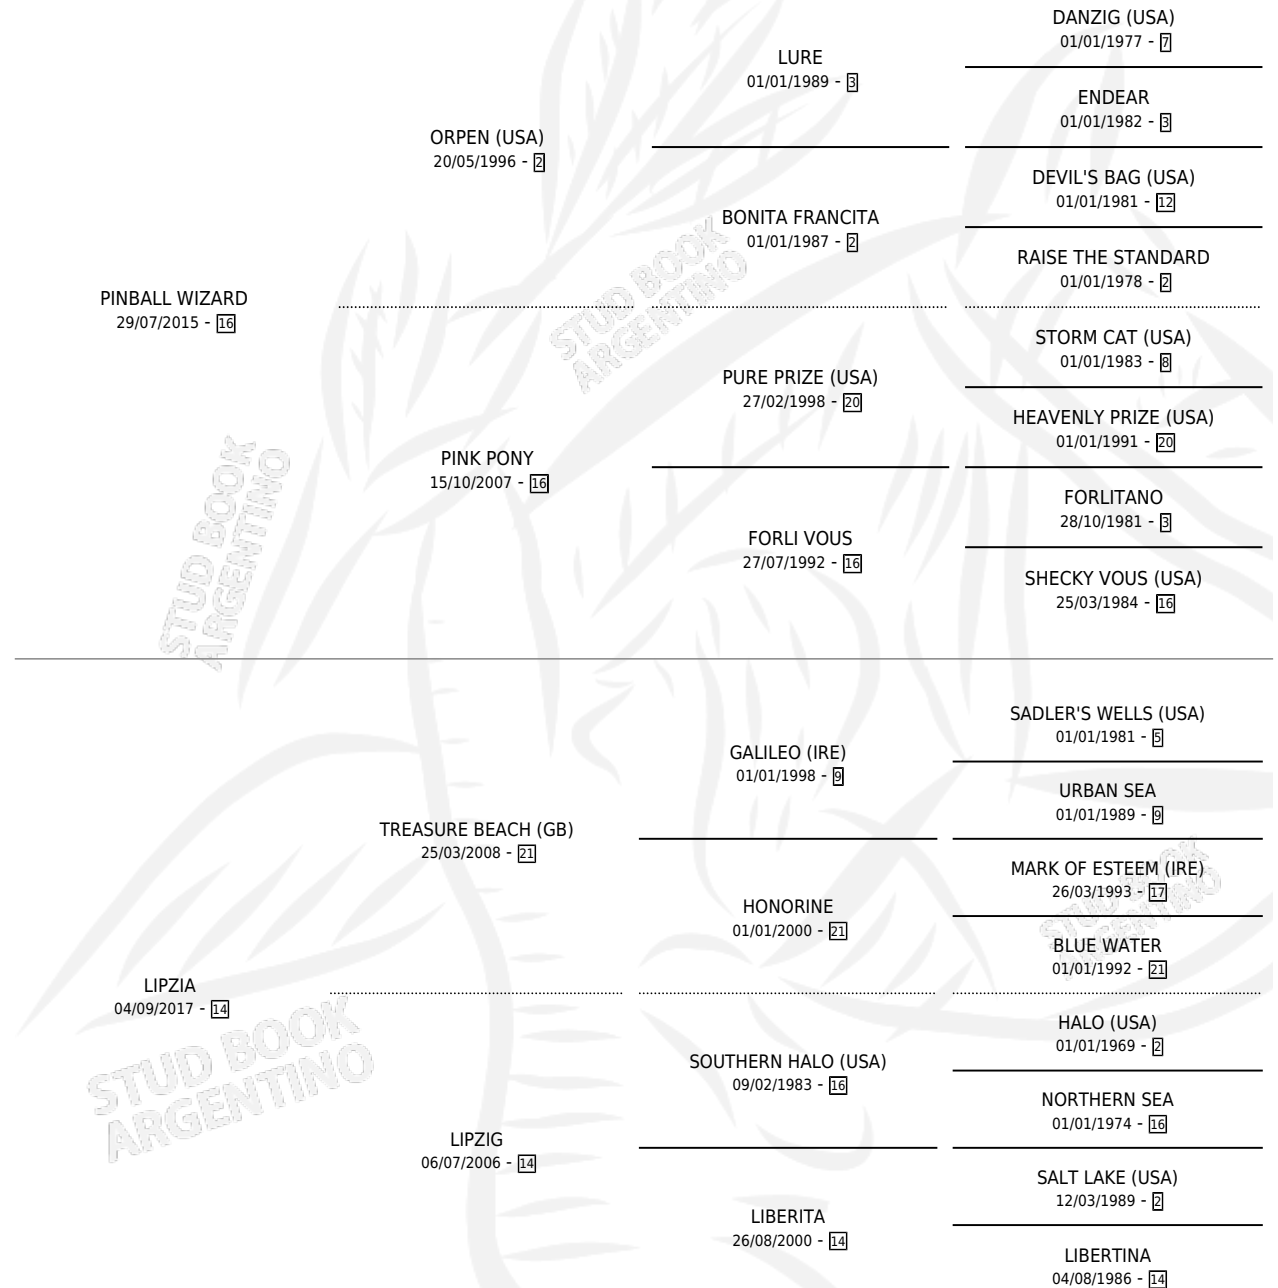 DANZIG (USA)
01/01/1977 - 7
LURE
01/01/1989 - 3
ENDEAR
01/01/1982 - 3
ORPEN (USA)
20/05/1996 - 2
DEVIL'S BAG (USA)
01/01/1981 - 12
BONITA FRANCITA
01/01/1987 - 2
RAISE THE STANDARD
01/01/1978 - 2
PINBALL WIZARD
29/07/2015 - 16
STORM CAT (USA)
01/01/1983 - 8
PURE PRIZE (USA)
27/02/1998 - 20
HEAVENLY PRIZE (USA)
01/01/1991 - 20
PINK PONY
15/10/2007 - 16
FORLITANO
28/10/1981 - 3
FORLI VOUS
27/07/1992 - 16
SHECKY VOUS (USA)
25/03/1984 - 16
SADLER'S WELLS (USA)
01/01/1981 - 5
GALILEO (IRE)
01/01/1998 - 9
URBAN SEA
01/01/1989 - 9
TREASURE BEACH (GB)
25/03/2008 - 21
MARK OF ESTEEM (IRE)
26/03/1993 - 17
HONORINE
01/01/2000 - 21
BLUE WATER
01/01/1992 - 21
LIPZIA
04/09/2017 - 14
HALO (USA)
01/01/1969 - 2
SOUTHERN HALO (USA)
09/02/1983 - 16
NORTHERN SEA
01/01/1974 - 16
LIPZIG
06/07/2006 - 14
SALT LAKE (USA)
12/03/1989 - 2
LIBERITA
26/08/2000 - 14
LIBERTINA
04/08/1986 - 14
STUD BOOK
ARGENTINO
STUD BOOK
ARGENTINO
STUD BOOK
ARGENTINO
STUD BOOK
ARGENTINO